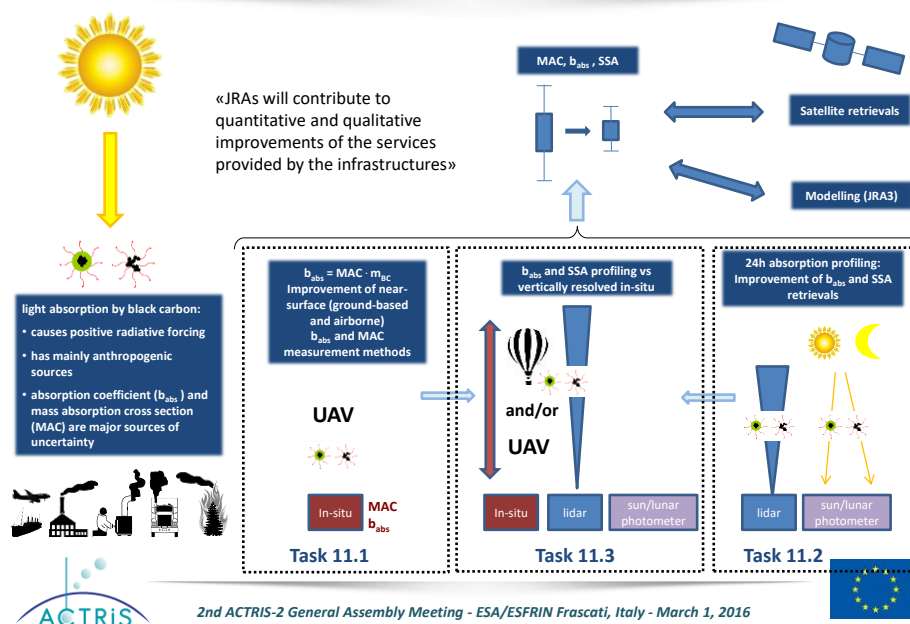 «JRAs will contribute to
quantitative and qualitative
improvements of the services
provided by the infrastructures»
MAC, babs , SSA
Satellite retrievals
Modelling (JRA3)
light absorption by black carbon:
• causes positive radiative forcing
• has mainly anthropogenic
sources
• absorption coefficient (babs ) and
mass absorption cross section
(MAC) are major sources of
uncertainty
babs = MAC · mBC
Improvement of near-
surface (ground-based
and airborne)
babs and MAC
measurement methods
UAV
In-situ
MAC
babs
Task 11.1
babs and SSA profiling vs
vertically resolved in-situ
and/or
UAV
In-situ
lidar
sun/lunar
photometer
Task 11.3
24h absorption profiling:
Improvement of babs and SSA
retrievals
lidar
sun/lunar
photometer
Task 11.2
ACTRiS
2nd ACTRIS-2 General Assembly Meeting - ESA/ESFRIN Frascati, Italy - March 1, 2016